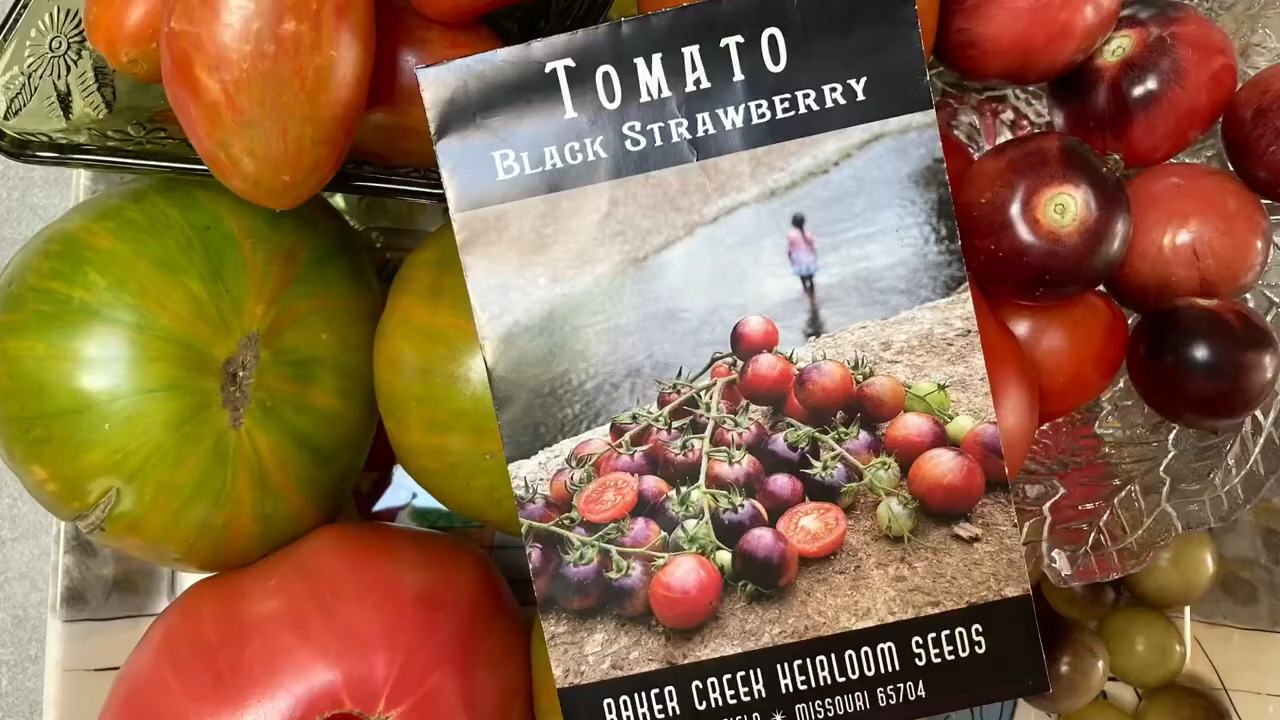 TOMATO
BLACK STRAWBERRY
BAKER CREEK HEIRLOOM SEEDS
MISSOURI 65704